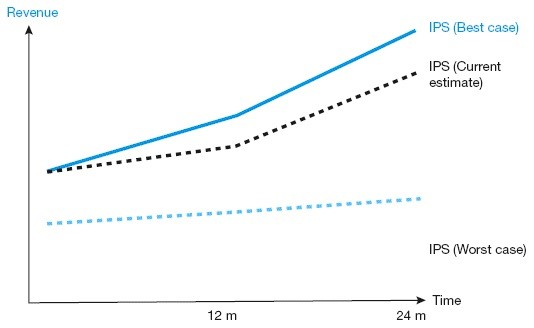 Revenue
IPS (Best case)
IPS (Current
estimate)
IPS (Worst case)
Time
12 m
24 m